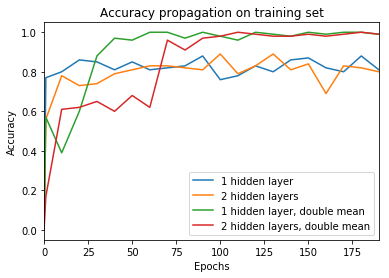 Accuracy propagation on training set
1.0
0.8
0.6
0.4
0.2
0.0
Accuracy
0
25
50
75
100
125
150
175
Epochs
1 hidden layer
2 hidden layers
1 hidden layer, double mean
2 hidden layers, double mean